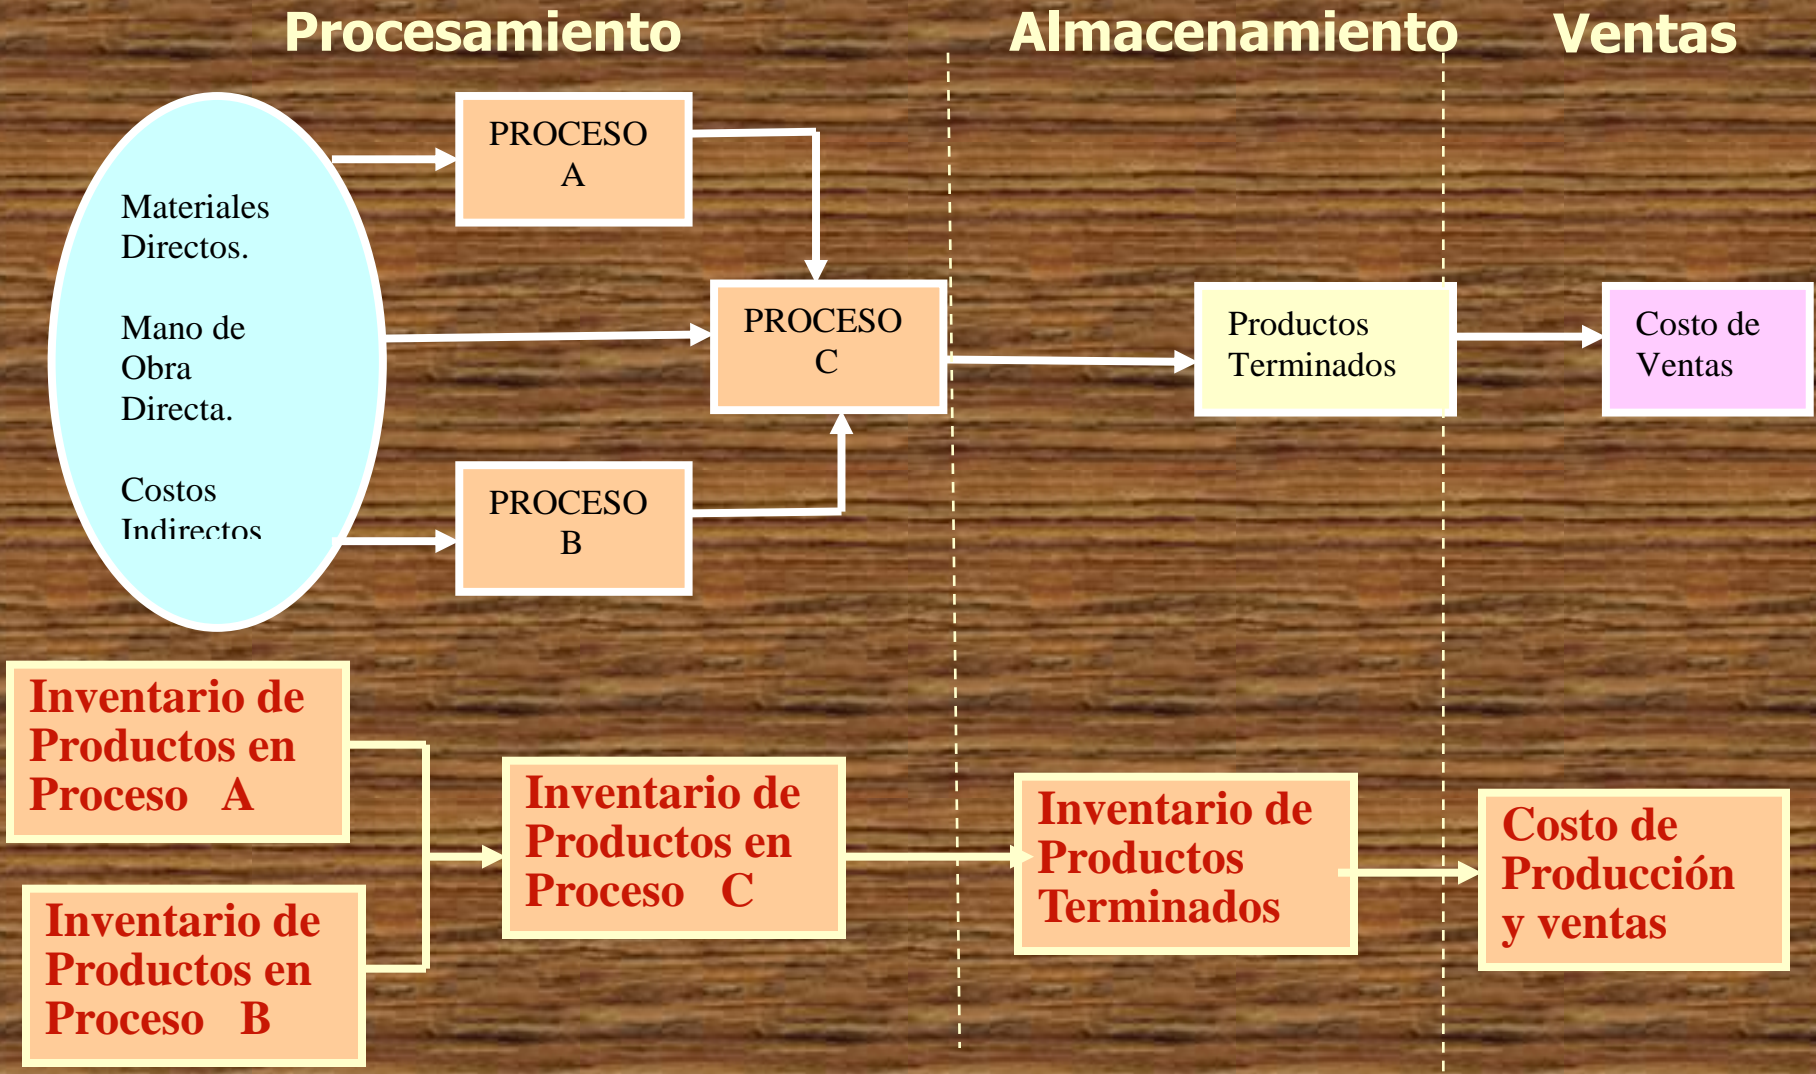 Procesamiento
Almacenamiento
Ventas
Materiales
Directos.
Mano de
Obra
Directa.
Costos
Indirectos
PROCESO
A
PROCESO
C
PROCESO
B
Productos
Terminados
Costo de
Ventas
Inventario de
Productos en
Proceso A
Inventario de
Productos en
Proceso B
Inventario de
Productos en
Proceso C
Inventario de
Productos
Terminados
Costo de
Producción
y ventas